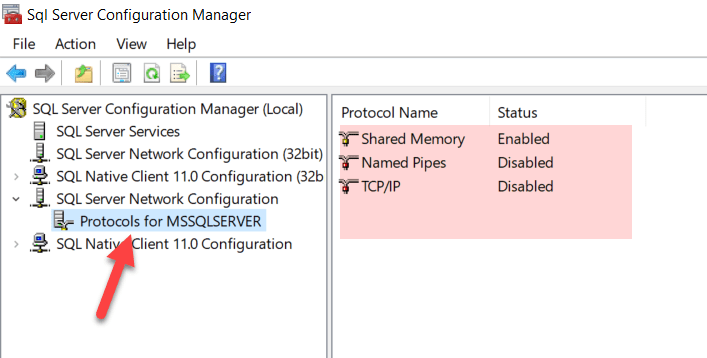 Sql Server Configuration Manager
File Action View Help
SQL Server Configuration Manager (Local)
SQL Server Services
SQL Server Network Configuration (32bit)
SQL Native Client 11.0 Configuration (32b
SQL Server Network Configuration
Protocols for MSSQLSERVER
SQL Native Client 11.0 Configuration
Protocol Name Status
Shared Memory Enabled
Named Pipes Disabled
TCP/IP Disabled